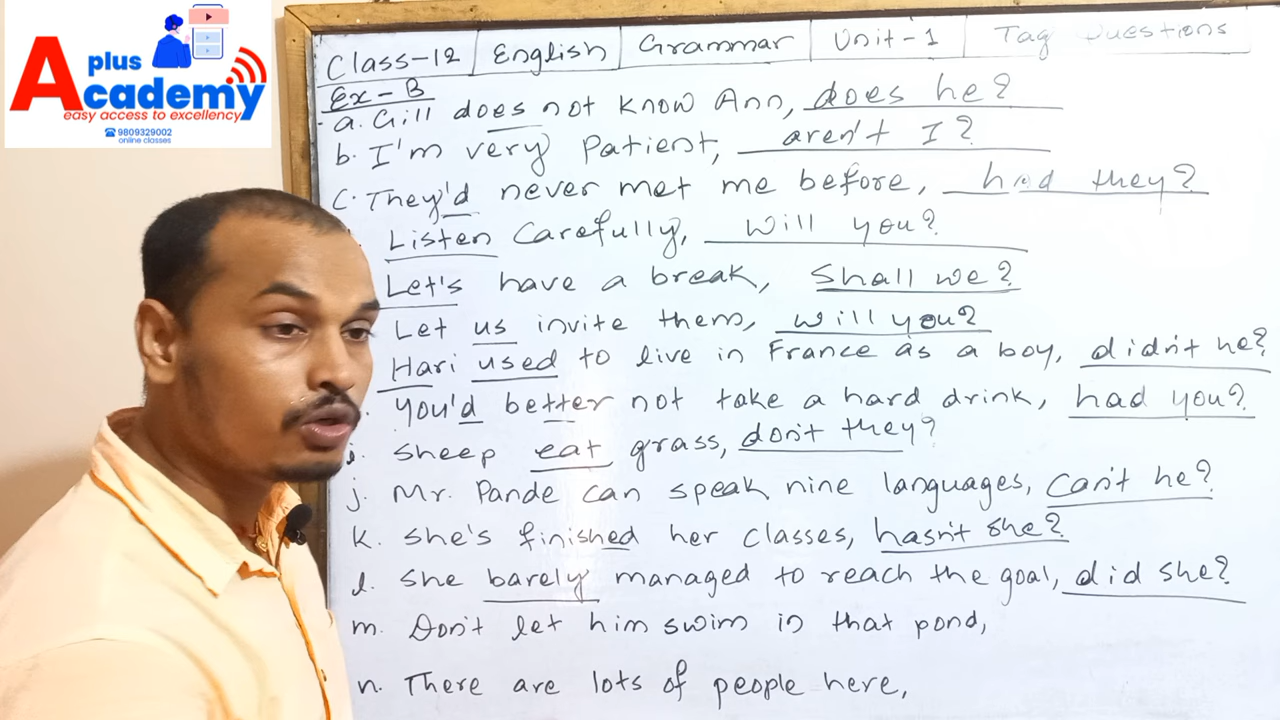 A plus
Academy
easy access to excellency
9809329002
online classes
Class-12 | English | Grammar | Unit-1 | Tag Questions
Ex-B
a. Gill does not know Ann, does he?
b. I'm very Patient, aren't I?
C. They'd never met me before, had they?
Listen Carefully, Will you?
Let's have a break, Shall we?
Let us invite them, will you?
Hari used to live in France as a boy, didn't he?
You'd better not take a hard drink, had you?
i. Sheep eat grass, don't they?
j. Mr. Pande can speak nine languages, can't he?
k. She's finished her classes, hasn't she?
l. She barely managed to reach the goal, did she?
m. Don't let him swim in that pond,
n. There are lots of people here,